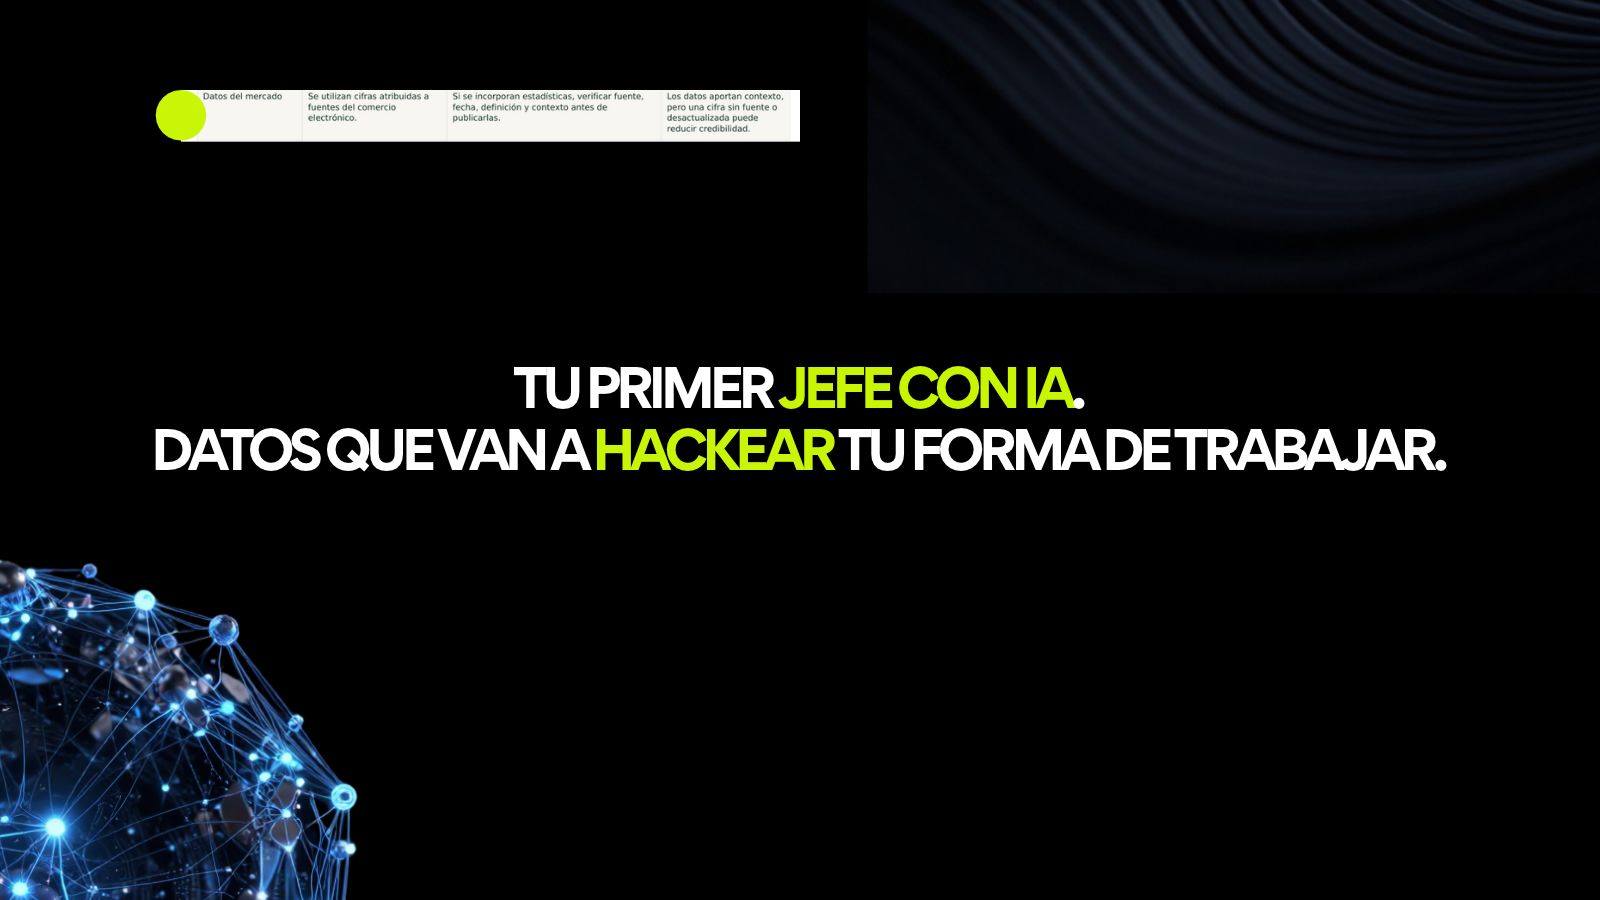 Datos del mercado
Se utilizan cifras atribuidas a
fuentes del comercio
electrónico.
Si se incorporan estadísticas, verificar fuente,
fecha, definición y contexto antes de
publicarlas.
Los datos aportan contexto,
pero una cifra sin fuente o
desactualizada puede
reducir credibilidad.
TU PRIMER JEFE CON IA.
DATOS QUE VAN A HACKEAR TU FORMA DE TRABAJAR.